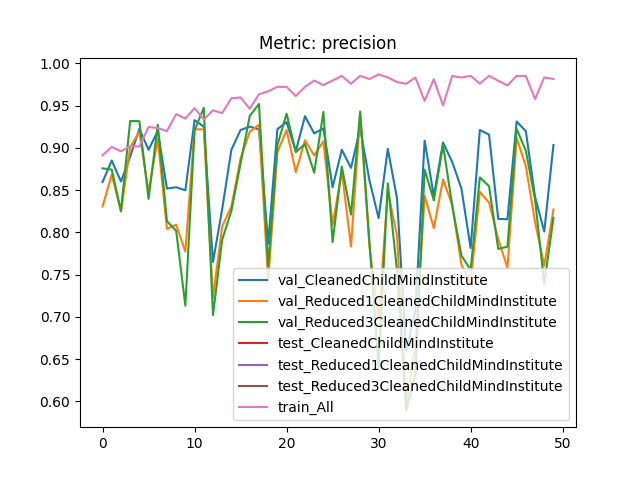 Metric: precision
1.00
0.95
0.90
0.85
0.80
0.75
0.70
0.65
0.60
val_CleanedChildMindInstitute
val_Reduced1CleanedChildMindInstitute
val_Reduced3CleanedChildMindInstitute
test_CleanedChildMindInstitute
test_Reduced1CleanedChildMindInstitute
test_Reduced3CleanedChildMindInstitute
train_All
0
10
20
30
40
50